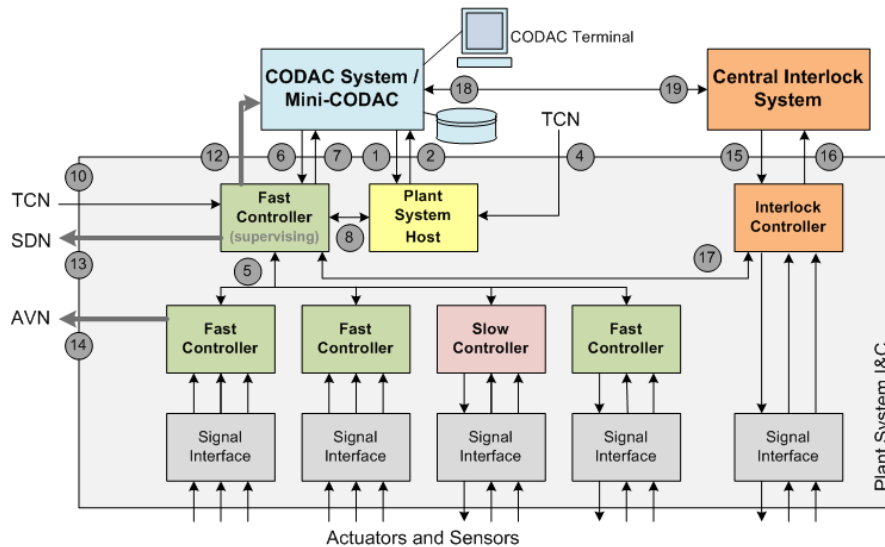 CODAC Terminal
CODAC System /
Mini-CODAC
18
19
Central Interlock
System
TCN
12
6
7
1
2
4
15
16
10
TCN
Fast
Controller
(supervising)
Plant
System
Host
Interlock
Controller
SDN
8
13
5
17
AVN
14
Fast
Controller
Fast
Controller
Slow
Controller
Fast
Controller
Signal
Interface
Signal
Interface
Signal
Interface
Signal
Interface
Signal
Interface
Plant System I&C
Actuators and Sensors